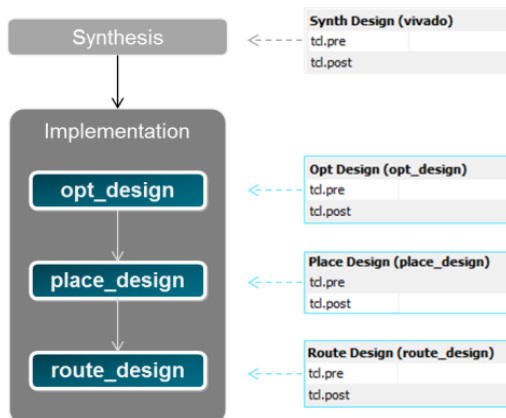 Synthesis
Synth Design (vivado)
tcl.pre
tcl.post
Implementation
opt_design
Opt Design (opt_design)
tcl.pre
tcl.post
place_design
Place Design (place_design)
tcl.pre
tcl.post
route_design
Route Design (route_design)
tcl.pre
tcl.post